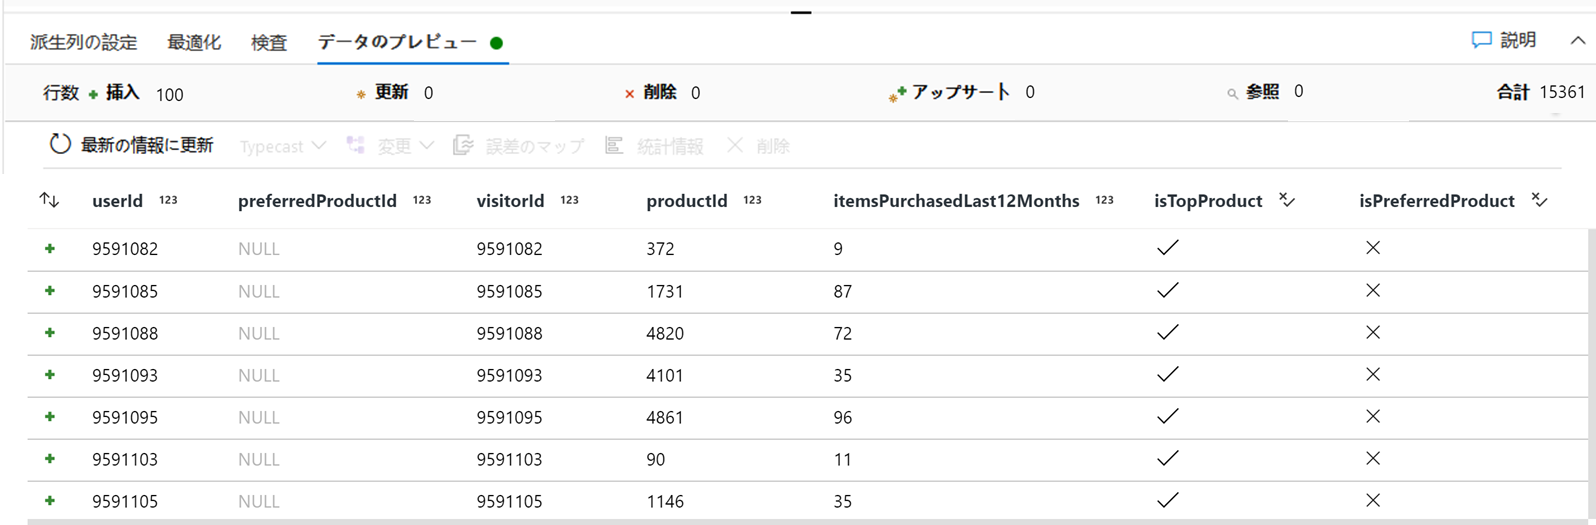 派生列の設定 最適化 検査 データのプレビュー 説明
行数 挿入 100 更新 0 削除 0 アップサート 0 参照 0 合計 15361
最新の情報に更新 Typecast 変更 誤差のマップ 統計情報 削除
userId 123 preferredProductId 123 visitorId 123 productId 123 itemsPurchasedLast12Months 123 isTopProduct isPreferredProduct
9591082 NULL 9591082 372 9
9591085 NULL 9591085 1731 87
9591088 NULL 9591088 4820 72
9591093 NULL 9591093 4101 35
9591095 NULL 9591095 4861 96
9591103 NULL 9591103 90 11
9591105 NULL 9591105 1146 35